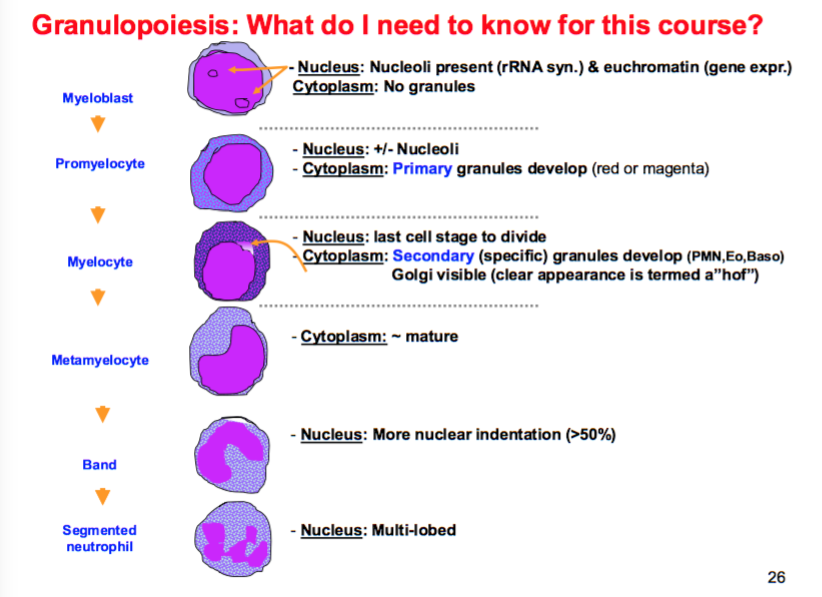 Granulopoiesis: What do I need to know for this course?
Myeloblast
- Nucleus: Nucleoli present (rRNA syn.) & euchromatin (gene expr.)
Cytoplasm: No granules
Promyelocyte
- Nucleus: +/- Nucleoli
- Cytoplasm: Primary granules develop (red or magenta)
Myelocyte
- Nucleus: last cell stage to divide
- Cytoplasm: Secondary (specific) granules develop (PMN,Eo,Baso)
Golgi visible (clear appearance is termed a"hof")
Metamyelocyte
- Cytoplasm: ~ mature
Band
- Nucleus: More nuclear indentation (>50%)
Segmented
neutrophil
- Nucleus: Multi-lobed
26